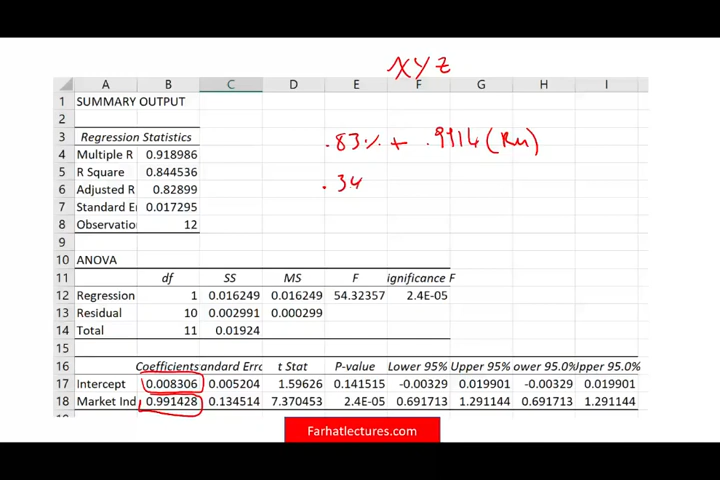 XYZ
A B C D E F G H I
1 SUMMARY OUTPUT
2
3 Regression Statistics
4 Multiple R 0.918986
5 R Square 0.844536
6 Adjusted R 0.82899
7 Standard Er 0.017295
8 Observatio 12
.83% + .9914 (RM)
.34
9
10 ANOVA
11 df SS MS F ignificance F
12 Regression 1 0.016249 0.016249 54.32357 2.4E-05
13 Residual 10 0.002991 0.000299
14 Total 11 0.01924
15
16 Coefficients andard Erro t Stat P-value Lower 95% Upper 95% ower 95.0% Upper 95.0%
17 Intercept 0.008306 0.005204 1.59626 0.141515 -0.00329 0.019901 -0.00329 0.019901
18 Market Ind 0.991428 0.134514 7.370453 2.4E-05 0.691713 1.291144 0.691713 1.291144
Farhatlectures.com